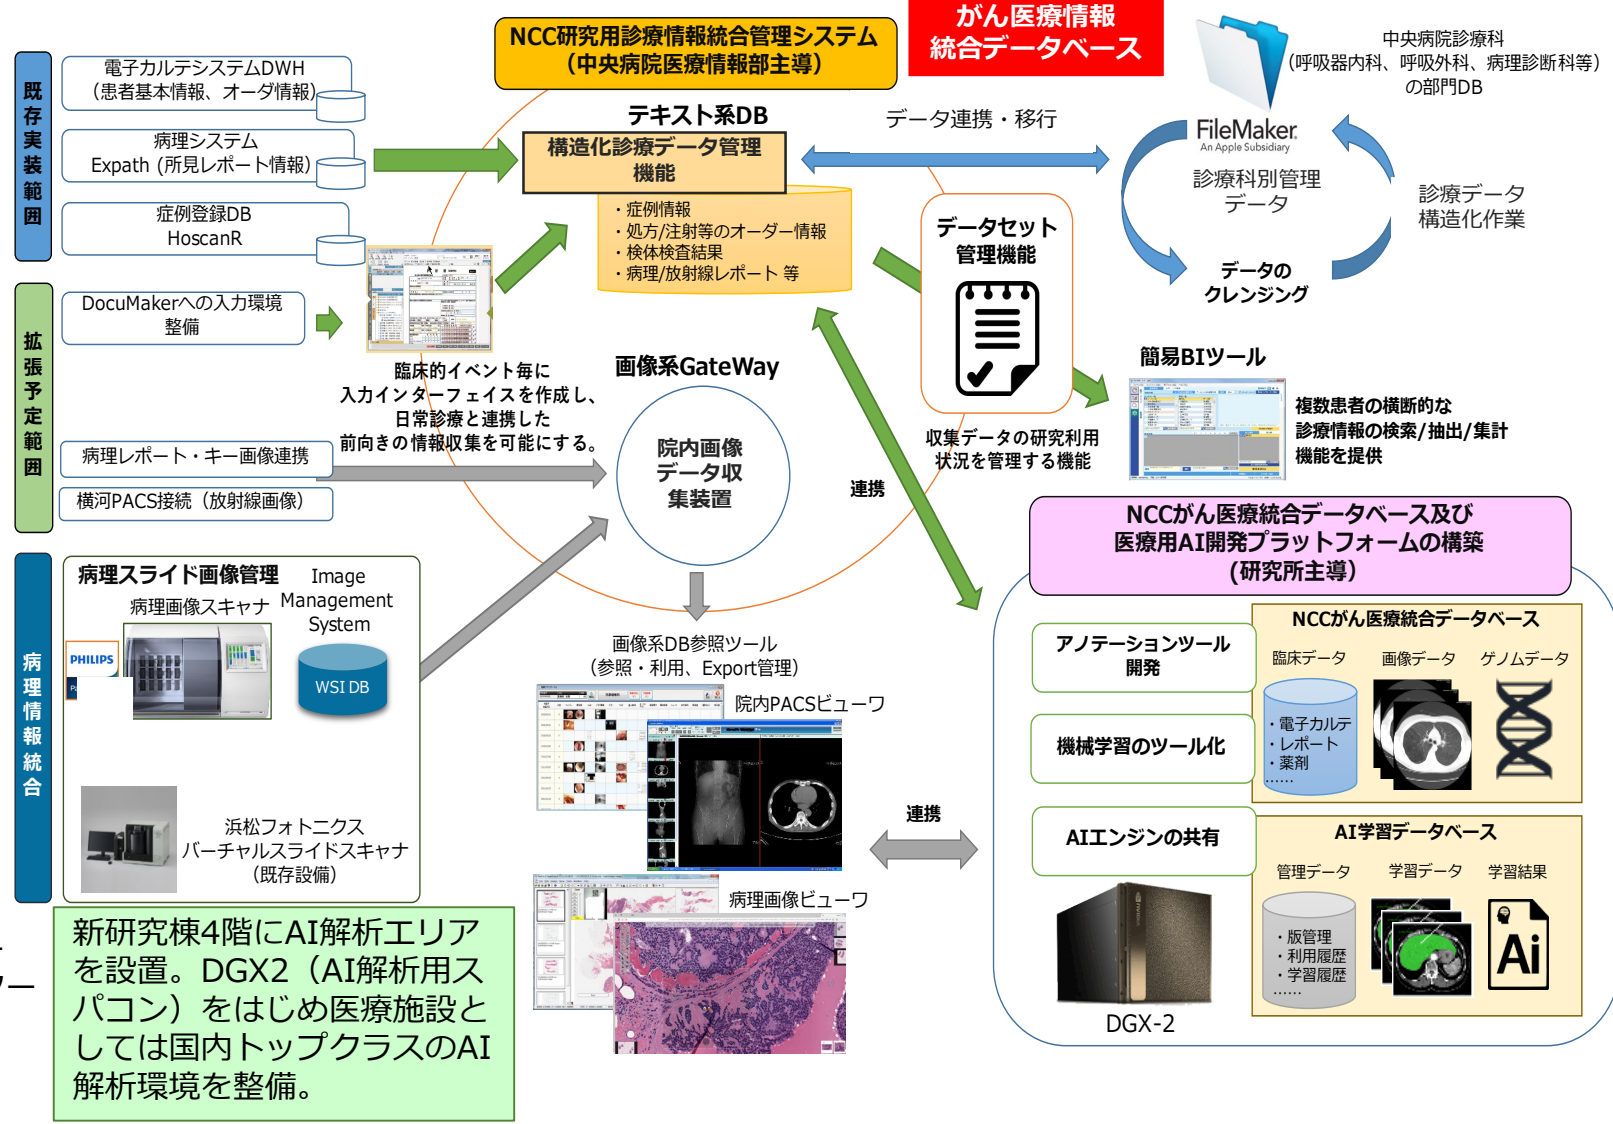 がん医療情報
統合データベース
NCC研究用診療情報統合管理システム
（中央病院医療情報部主導）
中央病院診療科
（呼吸器内科、呼吸外科、病理診断科等）
の部門DB
既存実装範囲
電子カルテシステムDWH
（患者基本情報、オーダ情報）
病理システム
Expath (所見レポート情報)
症例登録DB
HoscanR
テキスト系DB
構造化診療データ管理
機能
・症例情報
・処方/注射等のオーダー情報
・検体検査結果
・病理/放射線レポート 等
データ連携・移行
FileMaker
An Apple Subsidiary
診療科別管理
データ
診療データ
構造化作業
データの
クレンジング
データセット
管理機能
収集データの研究利用
状況を管理する機能
簡易BIツール
複数患者の横断的な
診療情報の検索/抽出/集計
機能を提供
拡張予定範囲
DocuMakerへの入力環境
整備
臨床的イベント毎に
入力インターフェイスを作成し、
日常診療と連携した
前向きの情報収集を可能にする。
病理レポート・キー画像連携
横河PACS接続（放射線画像）
画像系GateWay
院内画像
データ収
集装置
連携
病理情報統合
病理スライド画像管理
病理画像スキャナ
Image
Management
System
PHILIPS
WSI DB
浜松フォトニクス
バーチャルスライドスキャナ
（既存設備）
画像系DB参照ツール
（参照・利用、Export管理）
院内PACSビューワ
病理画像ビューワ
連携
NCCがん医療統合データベース及び
医療用AI開発プラットフォームの構築
(研究所主導）
アノテーションツール
開発
機械学習のツール化
AIエンジンの共有
DGX-2
NCCがん医療統合データベース
臨床データ
画像データ
ゲノムデータ
・電子カルテ
・レポート
・薬剤
……
AI学習データベース
管理データ
学習データ
学習結果
・版管理
・利用履歴
・学習履歴
……
Ai
新研究棟4階にAI解析エリア
を設置。DGX2（AI解析用ス
パコン）をはじめ医療施設と
しては国内トップクラスのAI
解析環境を整備。